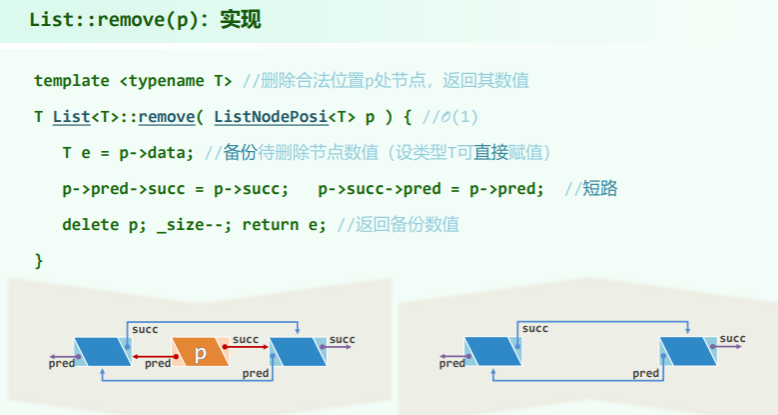 List::remove(p): 实现
template <typename T> //删除合法位置p处节点，返回其数值
T List<T>::remove( ListNodePosi<T> p ) { //O(1)
T e = p->data; //备份待删除节点数值（设类型T可直接赋值）
p->pred->succ = p->succ; p->succ->pred = p->pred; //短路
delete p; _size--; return e; //返回备份数值
}
succ
succ
succ
p
pred
pred
pred
succ
succ
pred
pred